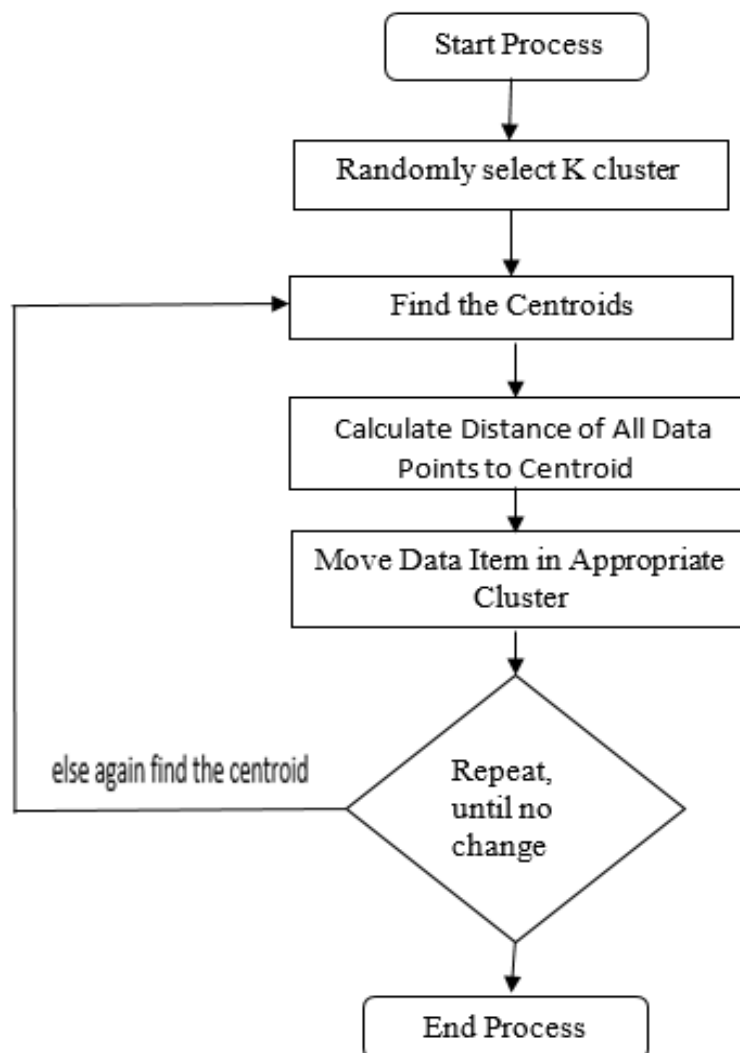 Start Process
Randomly select K cluster
Find the Centroids
Calculate Distance of All Data
Points to Centroid
Move Data Item in Appropriate
Cluster
else again find the centroid
Repeat,
until no
change
End Process